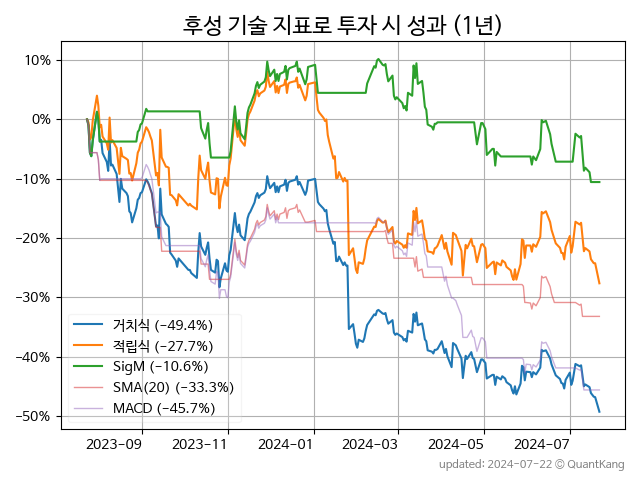 후성 기술 지표로 투자 시 성과 (1년)
10%
0%
−10%
−20%
−30%
−40%
−50%
거치식 (−49.4%)
적립식 (−27.7%)
SigM (−10.6%)
SMA(20) (−33.3%)
MACD (−45.7%)
2023-09 2023-11 2024-01 2024-03 2024-05 2024-07
updated: 2024-07-22 © QuantKang